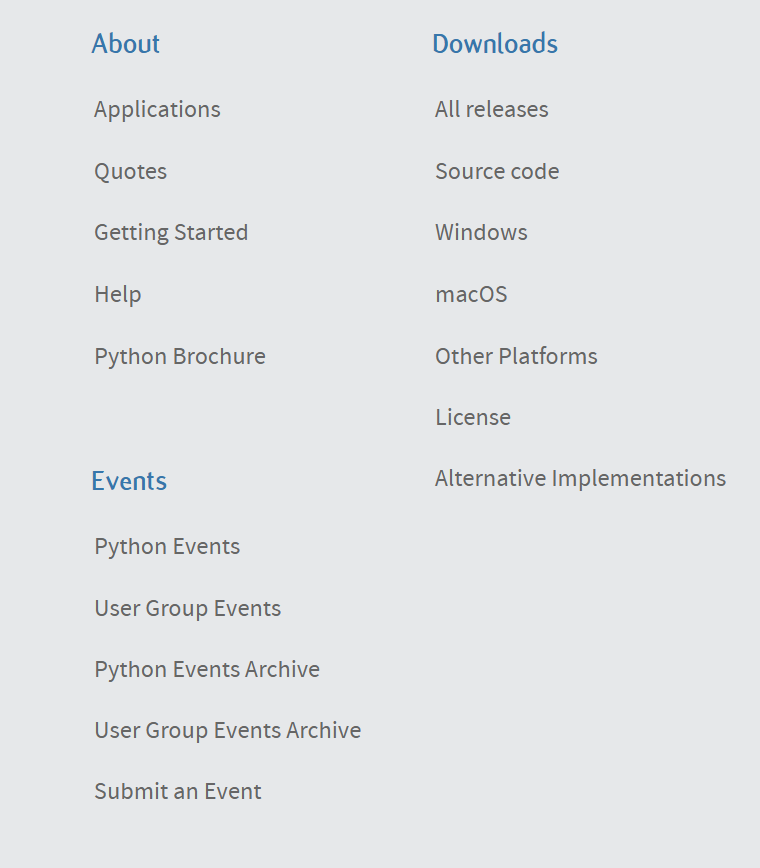 About
Applications
Quotes
Getting Started
Help
Python Brochure
Events
Python Events
User Group Events
Python Events Archive
User Group Events Archive
Submit an Event
Downloads
All releases
Source code
Windows
macOS
Other Platforms
License
Alternative Implementations